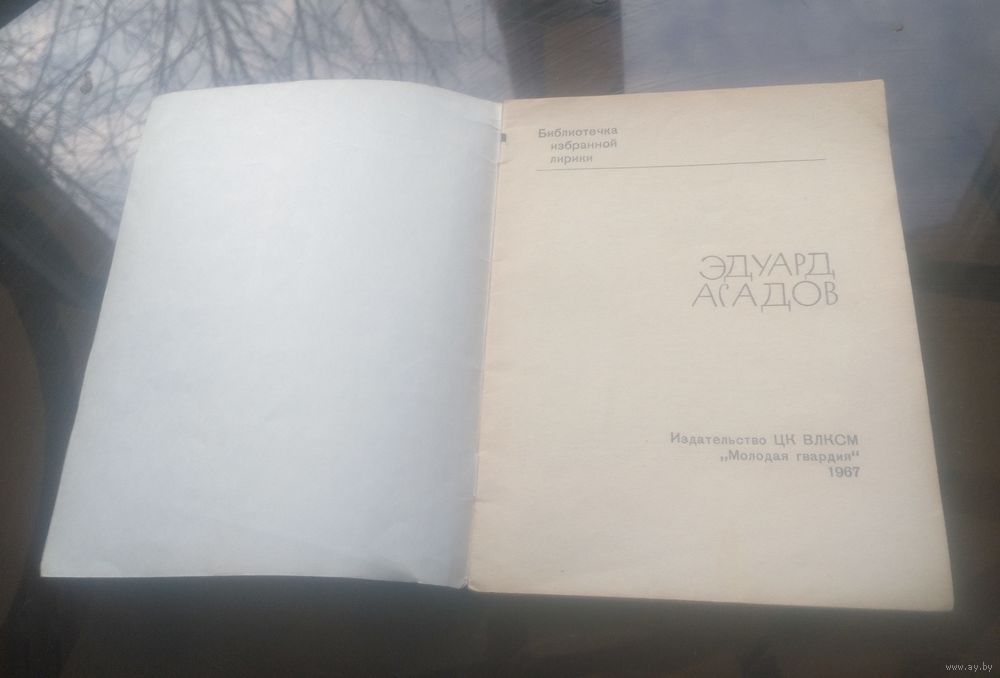 Библиотечка
избранной
лирики
ЭДУАРД
АСАДОВ
Издательство ЦК ВЛКСМ
„Молодая гвардия“
1967
www.ay.by